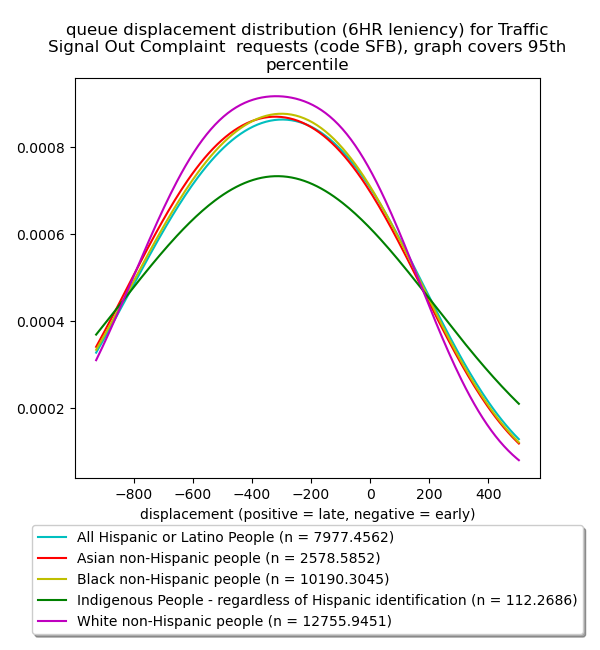 queue displacement distribution (6HR leniency) for Traffic
Signal Out Complaint  requests (code SFB), graph covers 95th
percentile
0.0008
0.0006
0.0004
0.0002
−800 −600 −400 −200 0 200 400
displacement (positive = late, negative = early)
All Hispanic or Latino People (n = 7977.4562)
Asian non-Hispanic people (n = 2578.5852)
Black non-Hispanic people (n = 10190.3045)
Indigenous People - regardless of Hispanic identification (n = 112.2686)
White non-Hispanic people (n = 12755.9451)